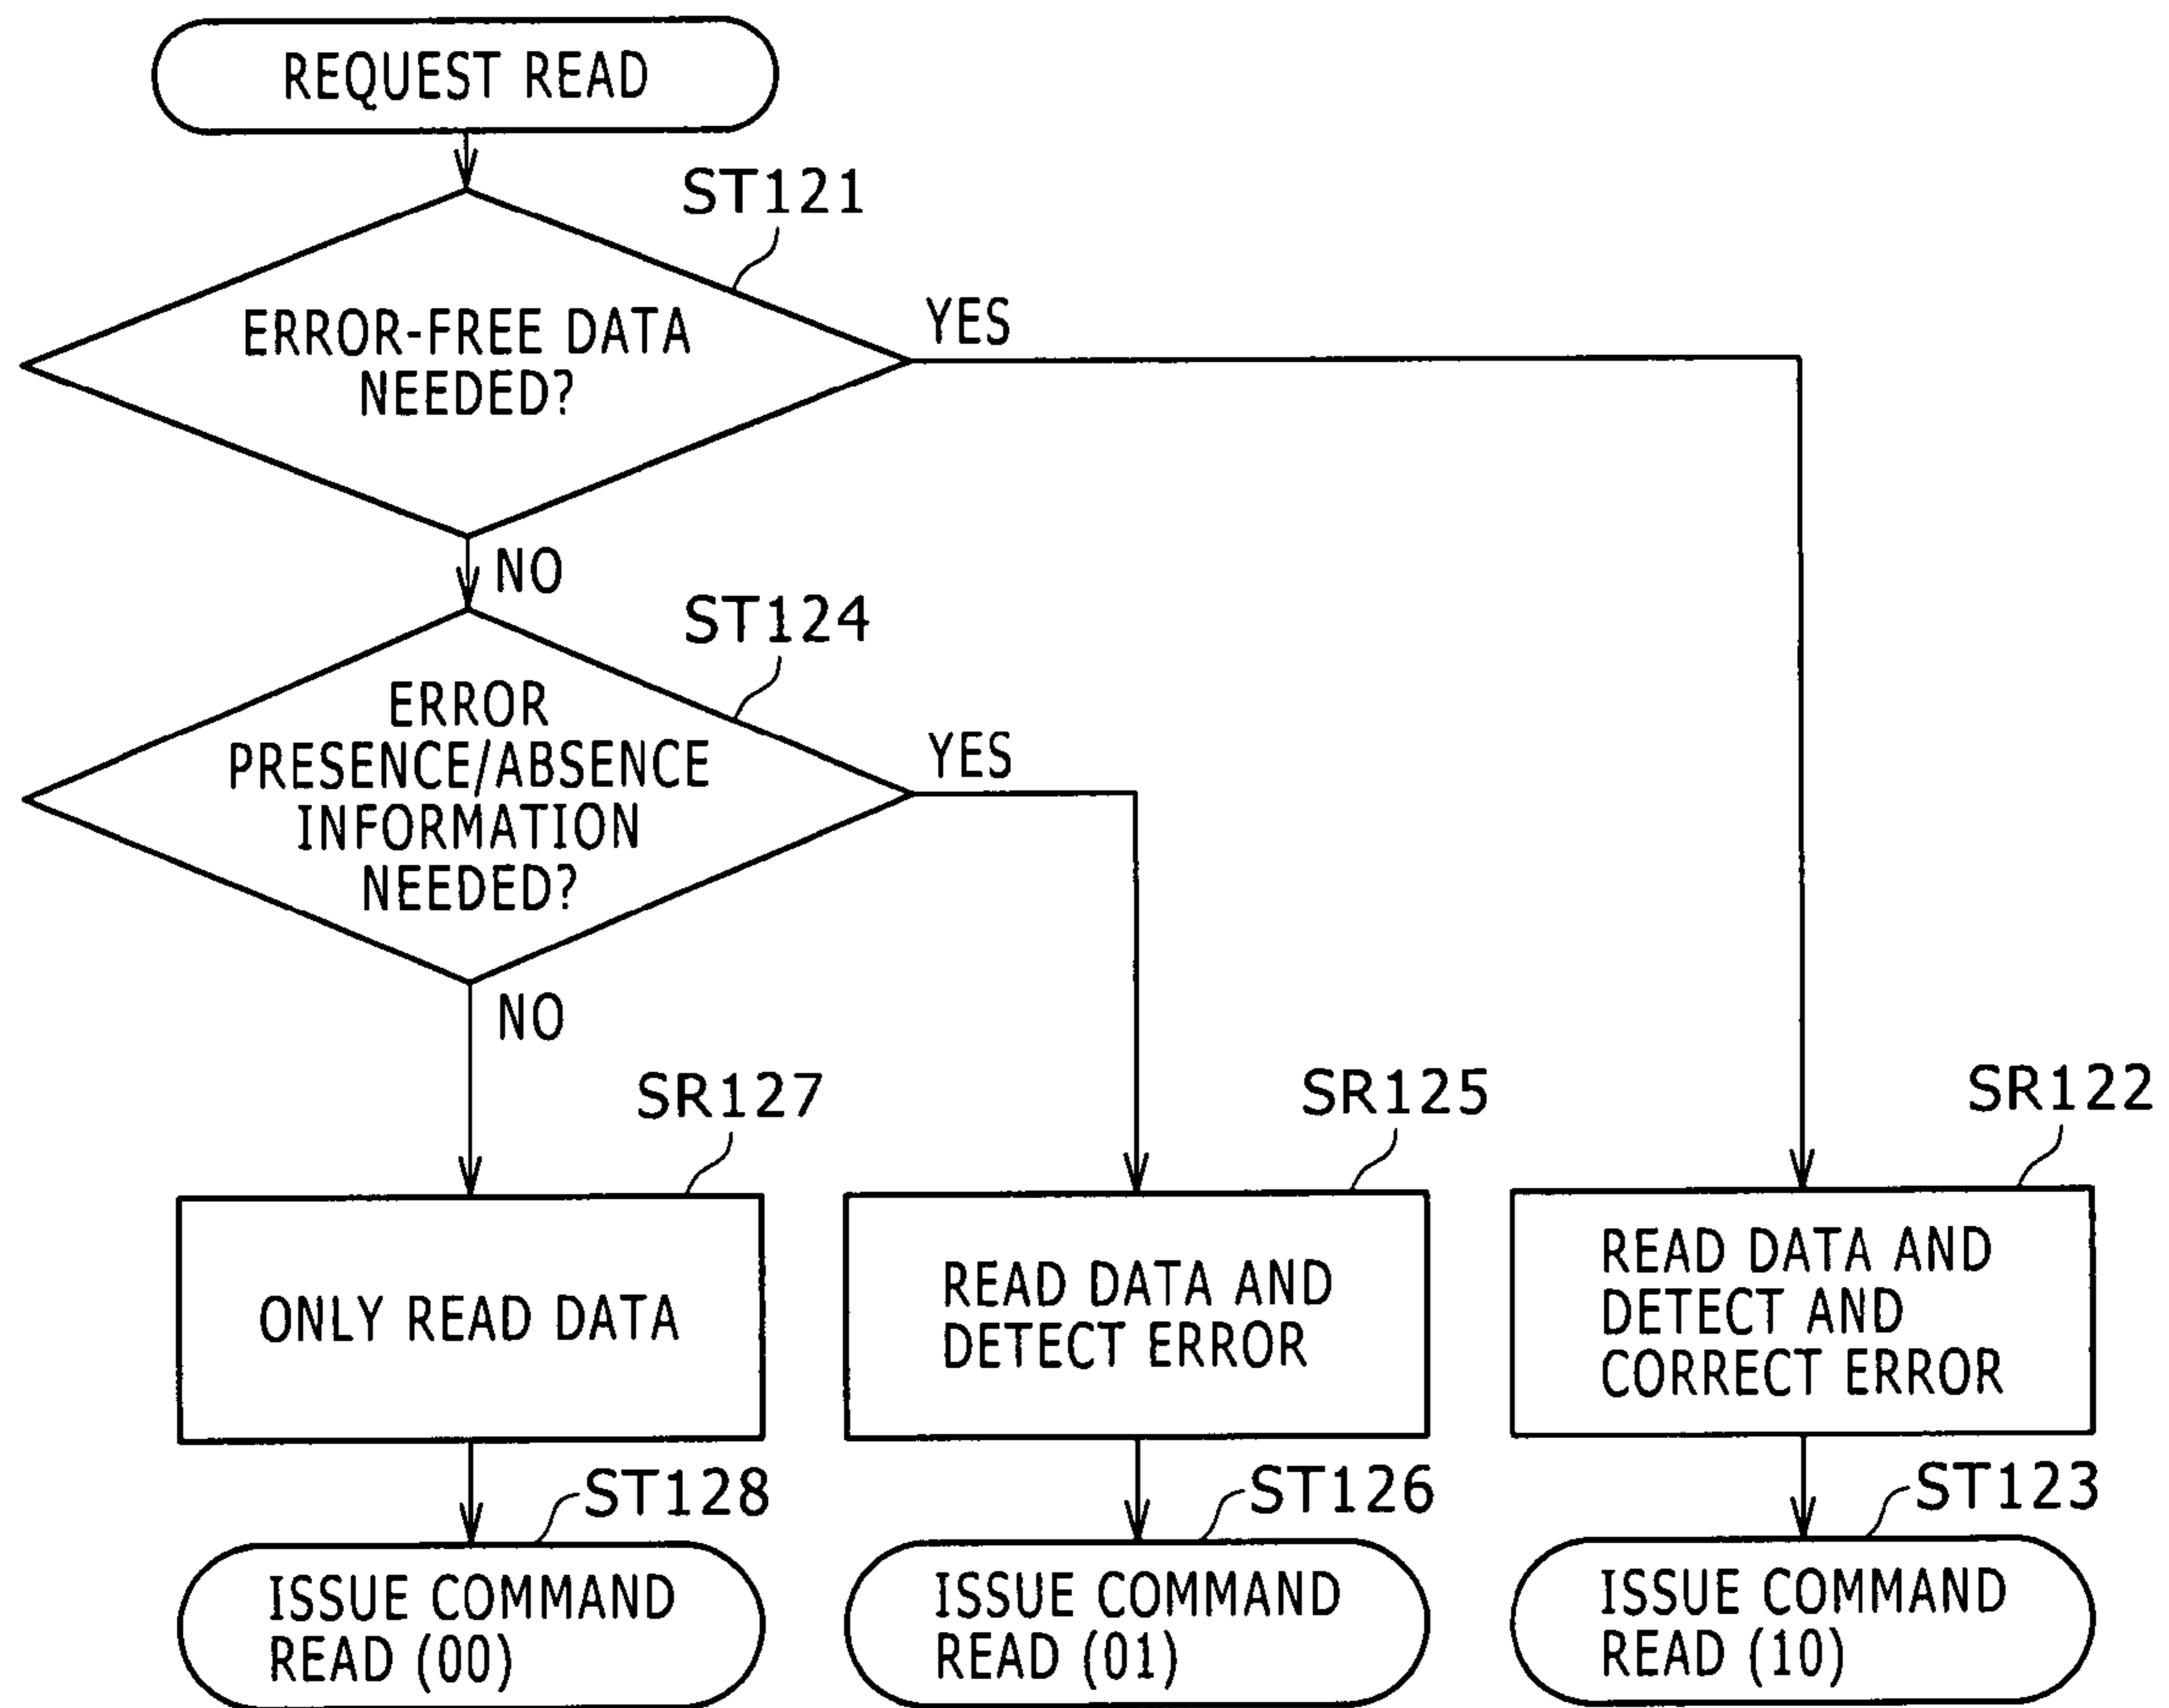 REQUEST READ
ST121
ERROR-FREE DATA
NEEDED?
YES
NO
ST124
ERROR
PRESENCE/ABSENCE
INFORMATION
NEEDED?
YES
NO
SR127
SR125
SR122
ONLY READ DATA
READ DATA AND
DETECT ERROR
READ DATA AND
DETECT AND
CORRECT ERROR
ST128
ST126
ST123
ISSUE COMMAND
READ (00)
ISSUE COMMAND
READ (01)
ISSUE COMMAND
READ (10)